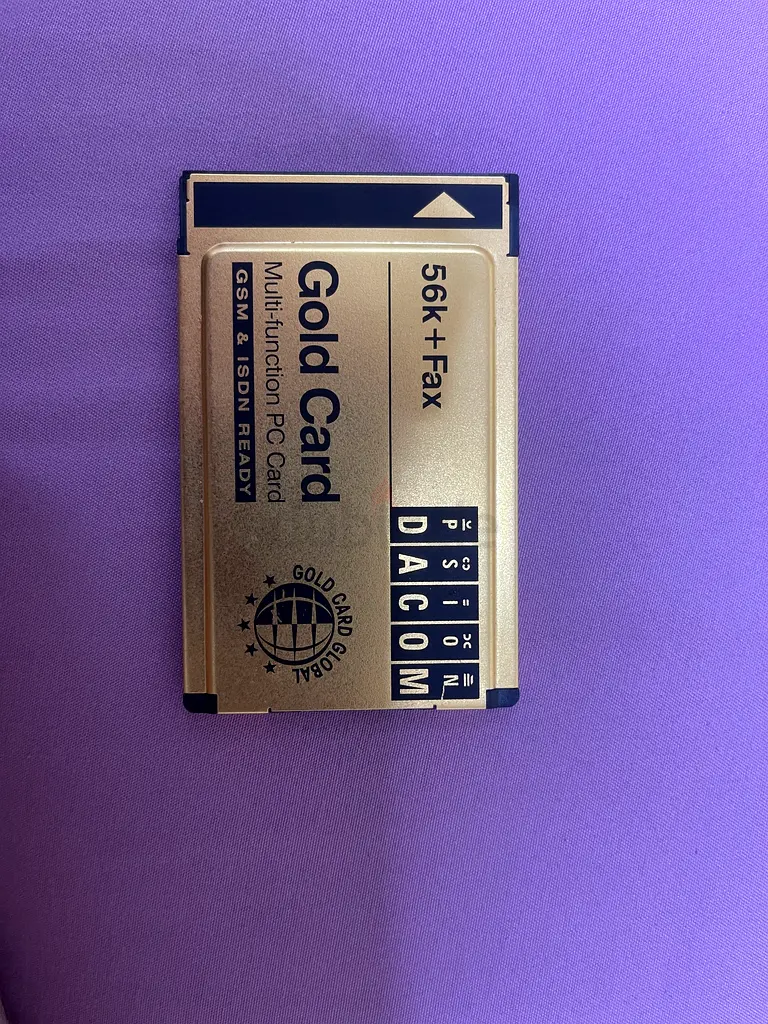 56k+Fax
PSION
DACOM
Gold Card
Multi-function PC Card
GSM & ISDN READY
GOLD CARD GLOBAL